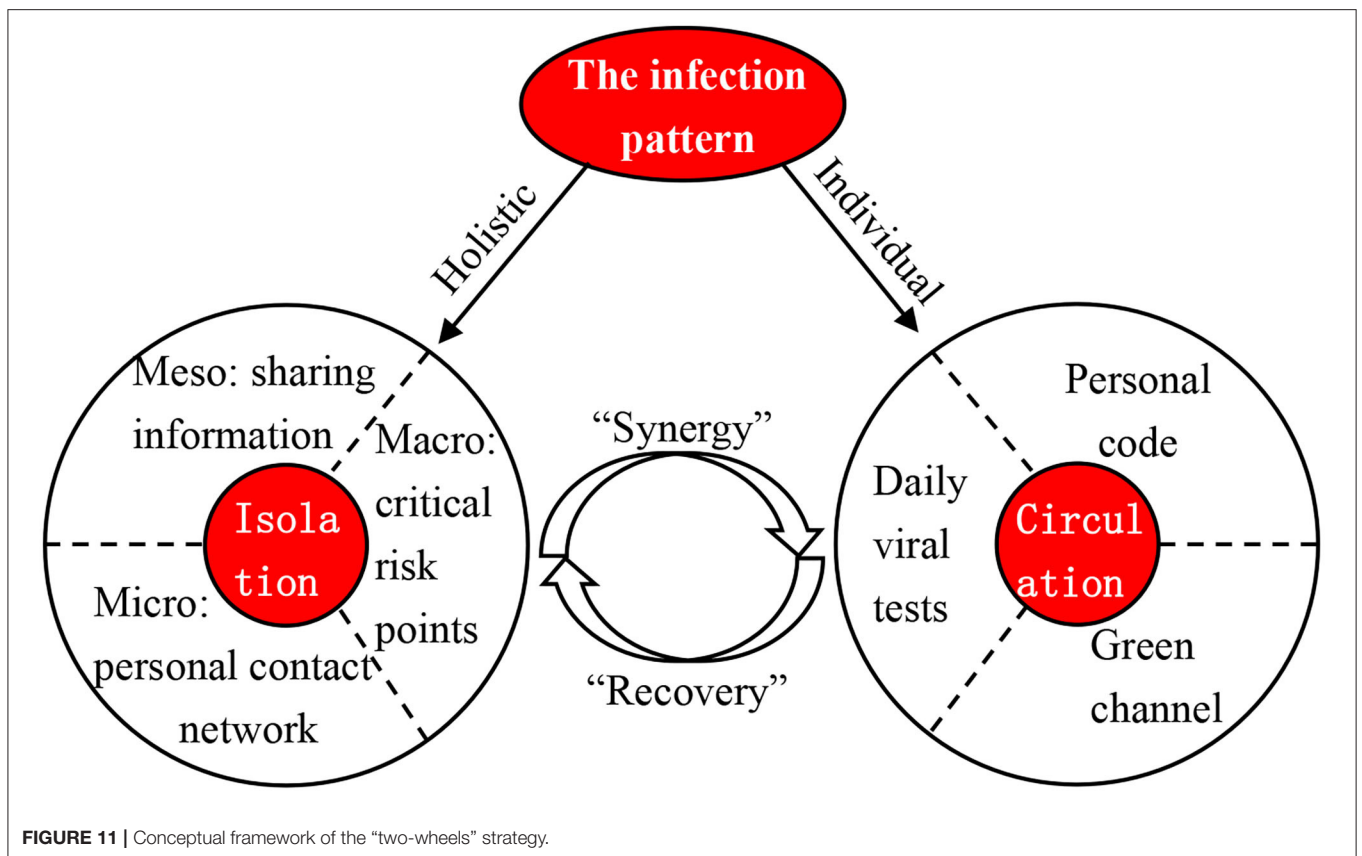 The infection
pattern
Holistic
Individual
Meso: sharing
information
Macro:
critical
risk
points
Isola
tion
Micro:
personal contact
network
“Synergy”
“Recovery”
Personal
code
Daily
viral
tests
Circul
ation
Green
channel
FIGURE 11 | Conceptual framework of the “two-wheels” strategy.